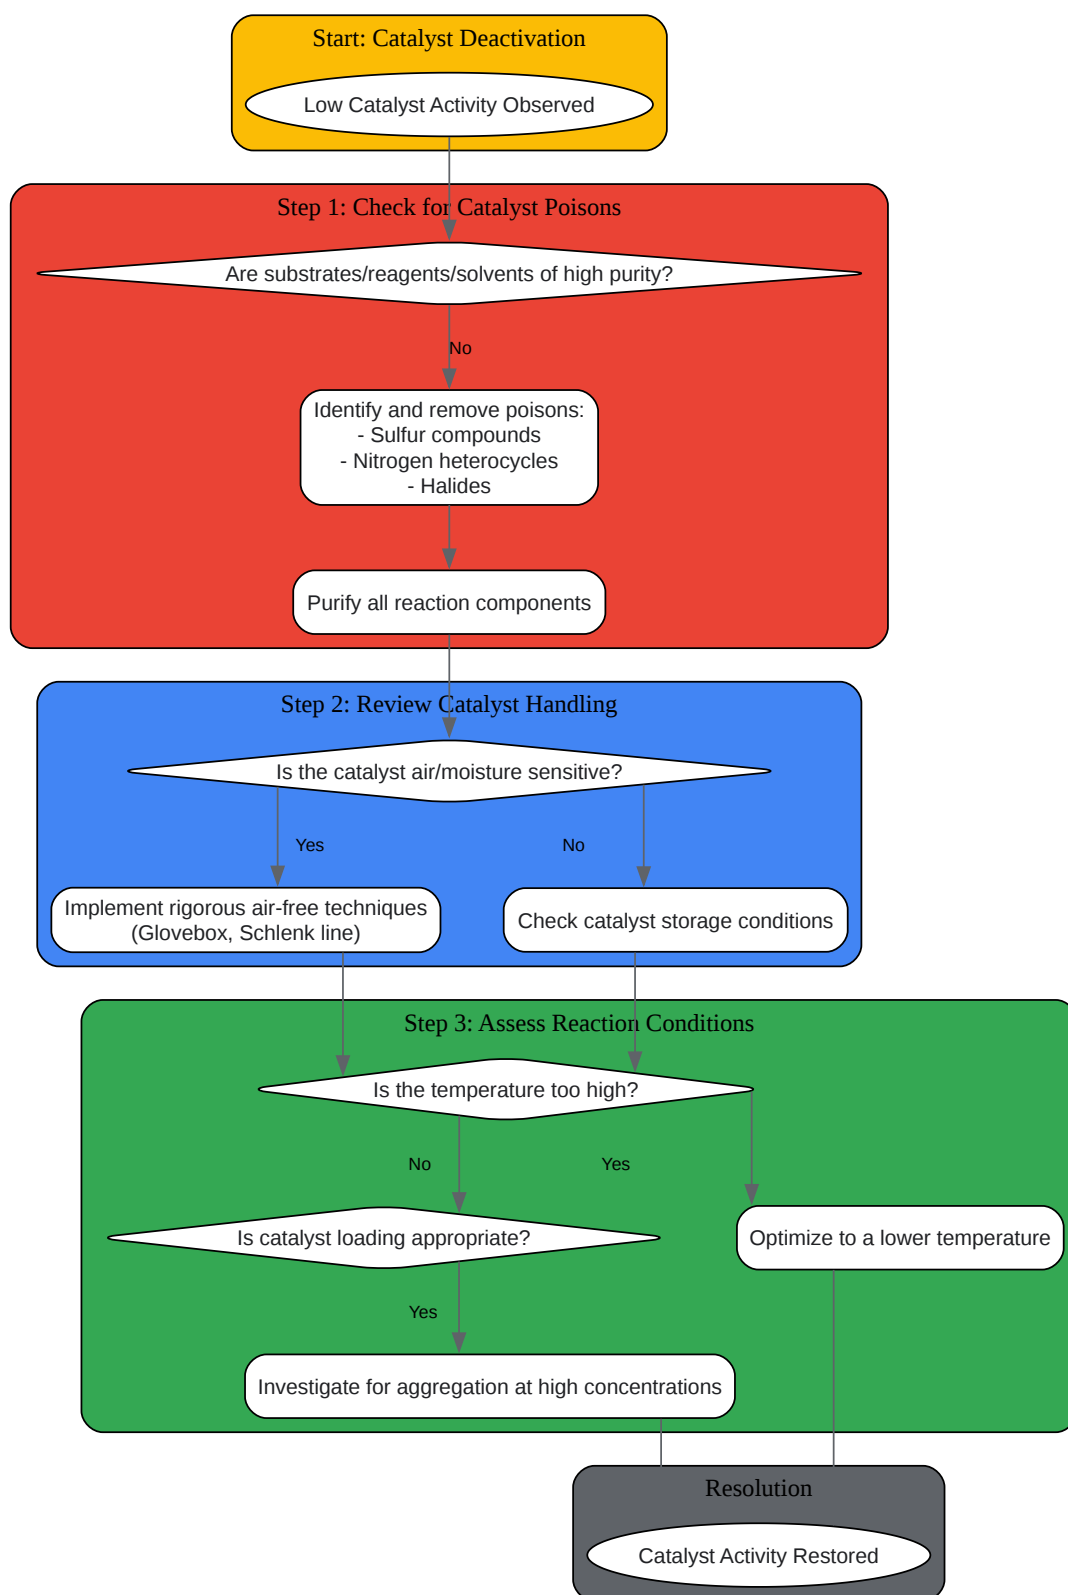 Start: Catalyst Deactivation
Low Catalyst Activity Observed
Step 1: Check for Catalyst Poisons
Are substrates/reagents/solvents of high purity?
No
Identify and remove poisons:
- Sulfur compounds
- Nitrogen heterocycles
- Halides
Purify all reaction components
Step 2: Review Catalyst Handling
Is the catalyst air/moisture sensitive?
Yes
No
Implement rigorous air-free techniques
(Glovebox, Schlenk line)
Check catalyst storage conditions
Step 3: Assess Reaction Conditions
Is the temperature too high?
No
Yes
Is catalyst loading appropriate?
Optimize to a lower temperature
Yes
Investigate for aggregation at high concentrations
Resolution
Catalyst Activity Restored